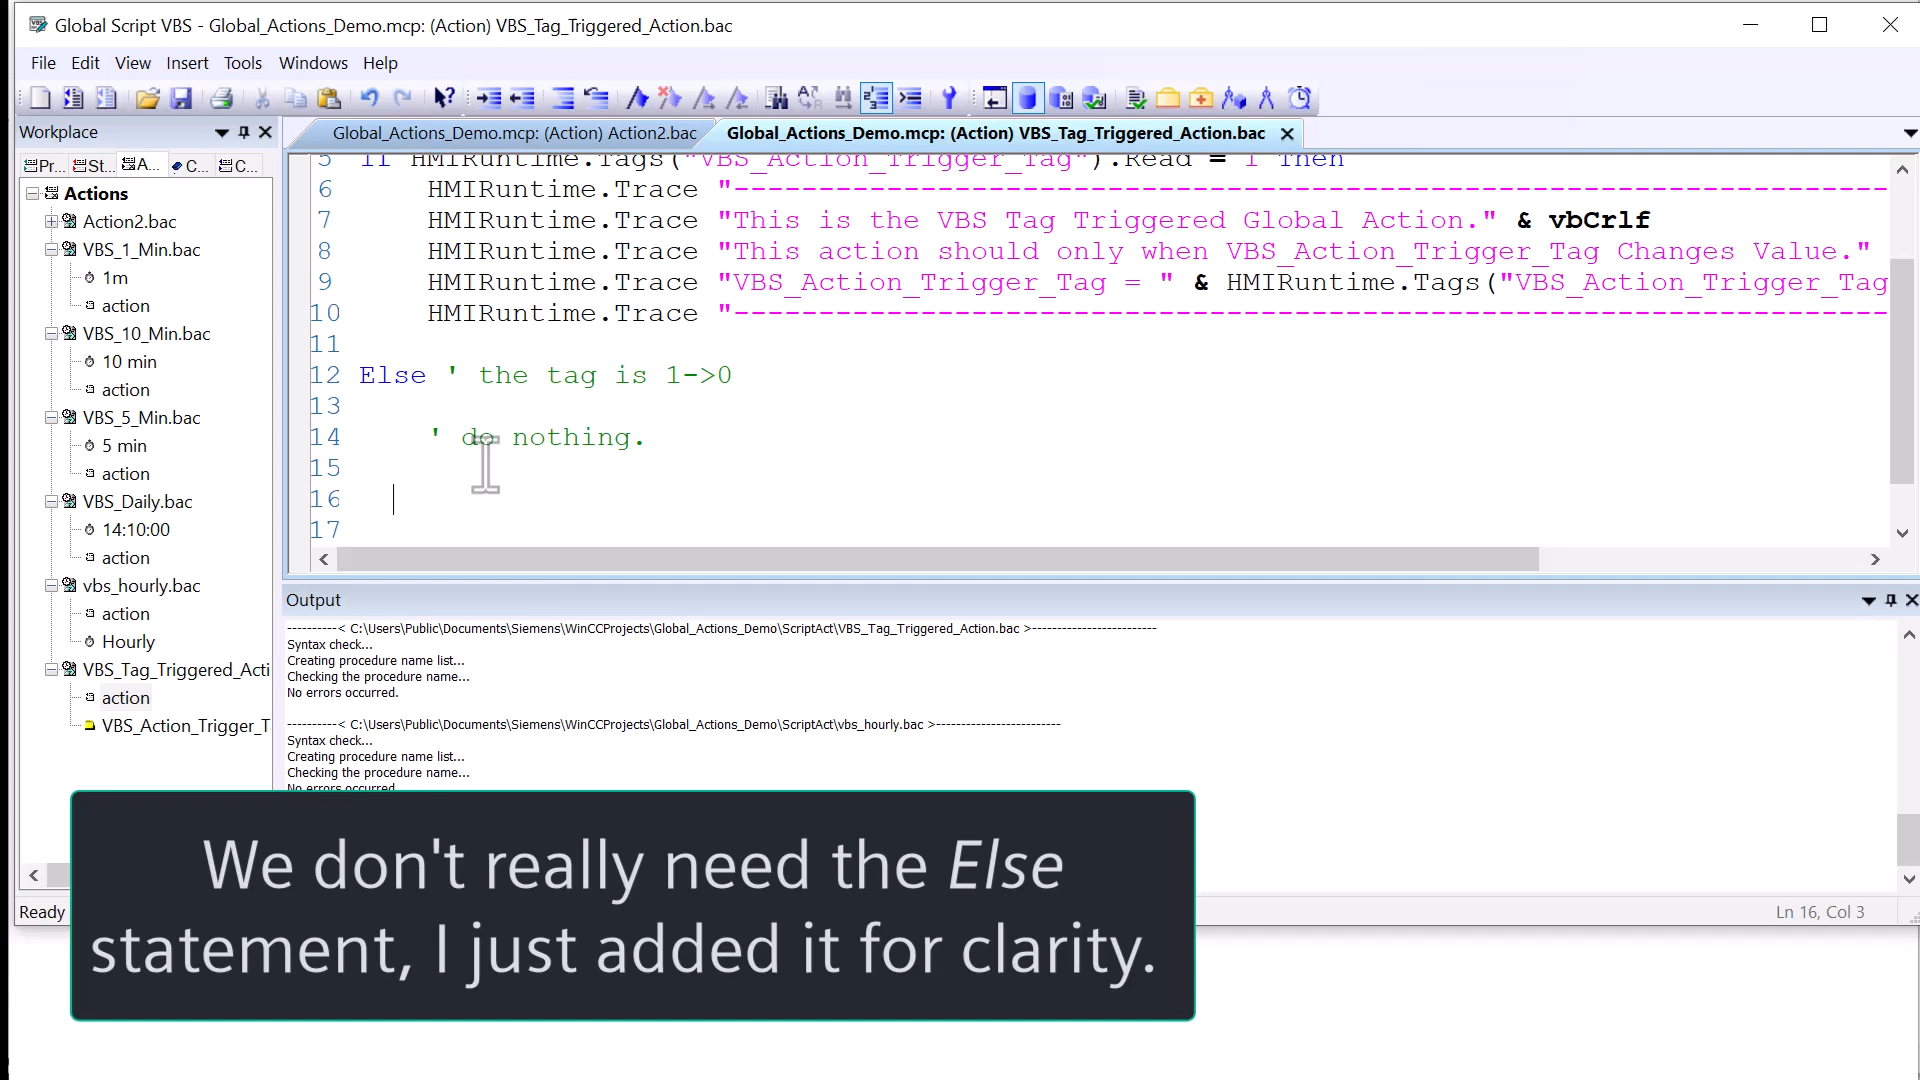 Global Script VBS - Global_Actions_Demo.mcp: (Action) VBS_Tag_Triggered_Action.bac
File Edit View Insert Tools Windows Help
Workplace
Pr... St... A... C... C...
Actions
Action2.bac
VBS_1_Min.bac
1m
action
VBS_10_Min.bac
10 min
action
VBS_5_Min.bac
5 min
action
VBS_Daily.bac
14:10:00
action
vbs_hourly.bac
action
Hourly
VBS_Tag_Triggered_Acti
action
VBS_Action_Trigger_T
Global_Actions_Demo.mcp: (Action) Action2.bac
Global_Actions_Demo.mcp: (Action) VBS_Tag_Triggered_Action.bac
5 If HMIRuntime.Tags("VBS_Action_Trigger_Tag").Read = 1 Then
6 HMIRuntime.Trace "---------------------------------------------------------------------
7 HMIRuntime.Trace "This is the VBS Tag Triggered Global Action." & vbCrlf
8 HMIRuntime.Trace "This action should only when VBS_Action_Trigger_Tag Changes Value."
9 HMIRuntime.Trace "VBS_Action_Trigger_Tag = " & HMIRuntime.Tags("VBS_Action_Trigger_Tag
10 HMIRuntime.Trace "---------------------------------------------------------------------
11
12 Else ' the tag is 1->0
13
14 ' do nothing.
15
16
17
Output
----------< C:\Users\Public\Documents\Siemens\WinCCProjects\Global_Actions_Demo\ScriptAct\VBS_Tag_Triggered_Action.bac >-------------------------
Syntax check...
Creating procedure name list...
Checking the procedure name...
No errors occurred.
----------< C:\Users\Public\Documents\Siemens\WinCCProjects\Global_Actions_Demo\ScriptAct\vbs_hourly.bac >-------------------------
Syntax check...
Creating procedure name list...
Checking the procedure name...
No errors occurred.
We don't really need the Else
statement, I just added it for clarity.
Ready
Ln 16, Col 3